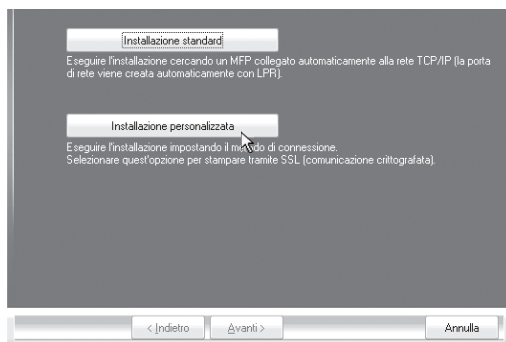 Installazione standard
Eseguire l'installazione cercando un MFP collegato automaticamente alla rete TCP/IP (la porta
di rete viene creata automaticamente con LPR).
Installazione personalizzata
Eseguire l'installazione impostando il metodo di connessione.
Selezionare quest'opzione per stampare tramite SSL (comunicazione crittografata).
< Indietro
Avanti >
Annulla